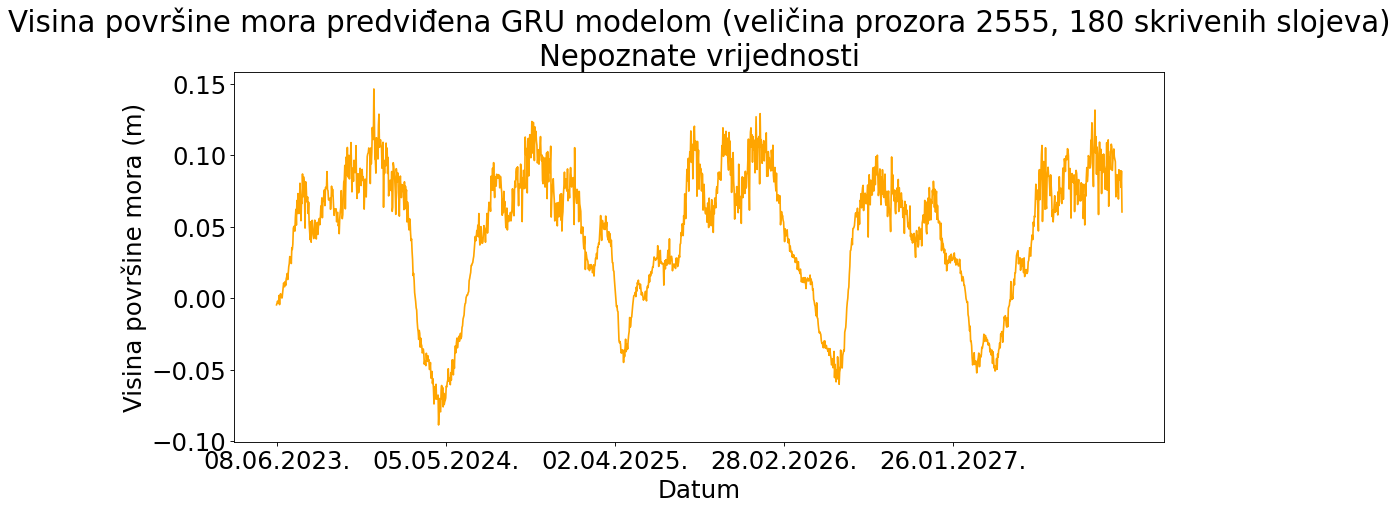 Visina površine mora predviđena GRU modelom (veličina prozora 2555, 180 skrivenih slojeva)
Nepoznate vrijednosti
Visina površine mora (m)
0.15
0.10
0.05
0.00
−0.05
−0.10
08.06.2023. 05.05.2024. 02.04.2025. 28.02.2026. 26.01.2027.
Datum